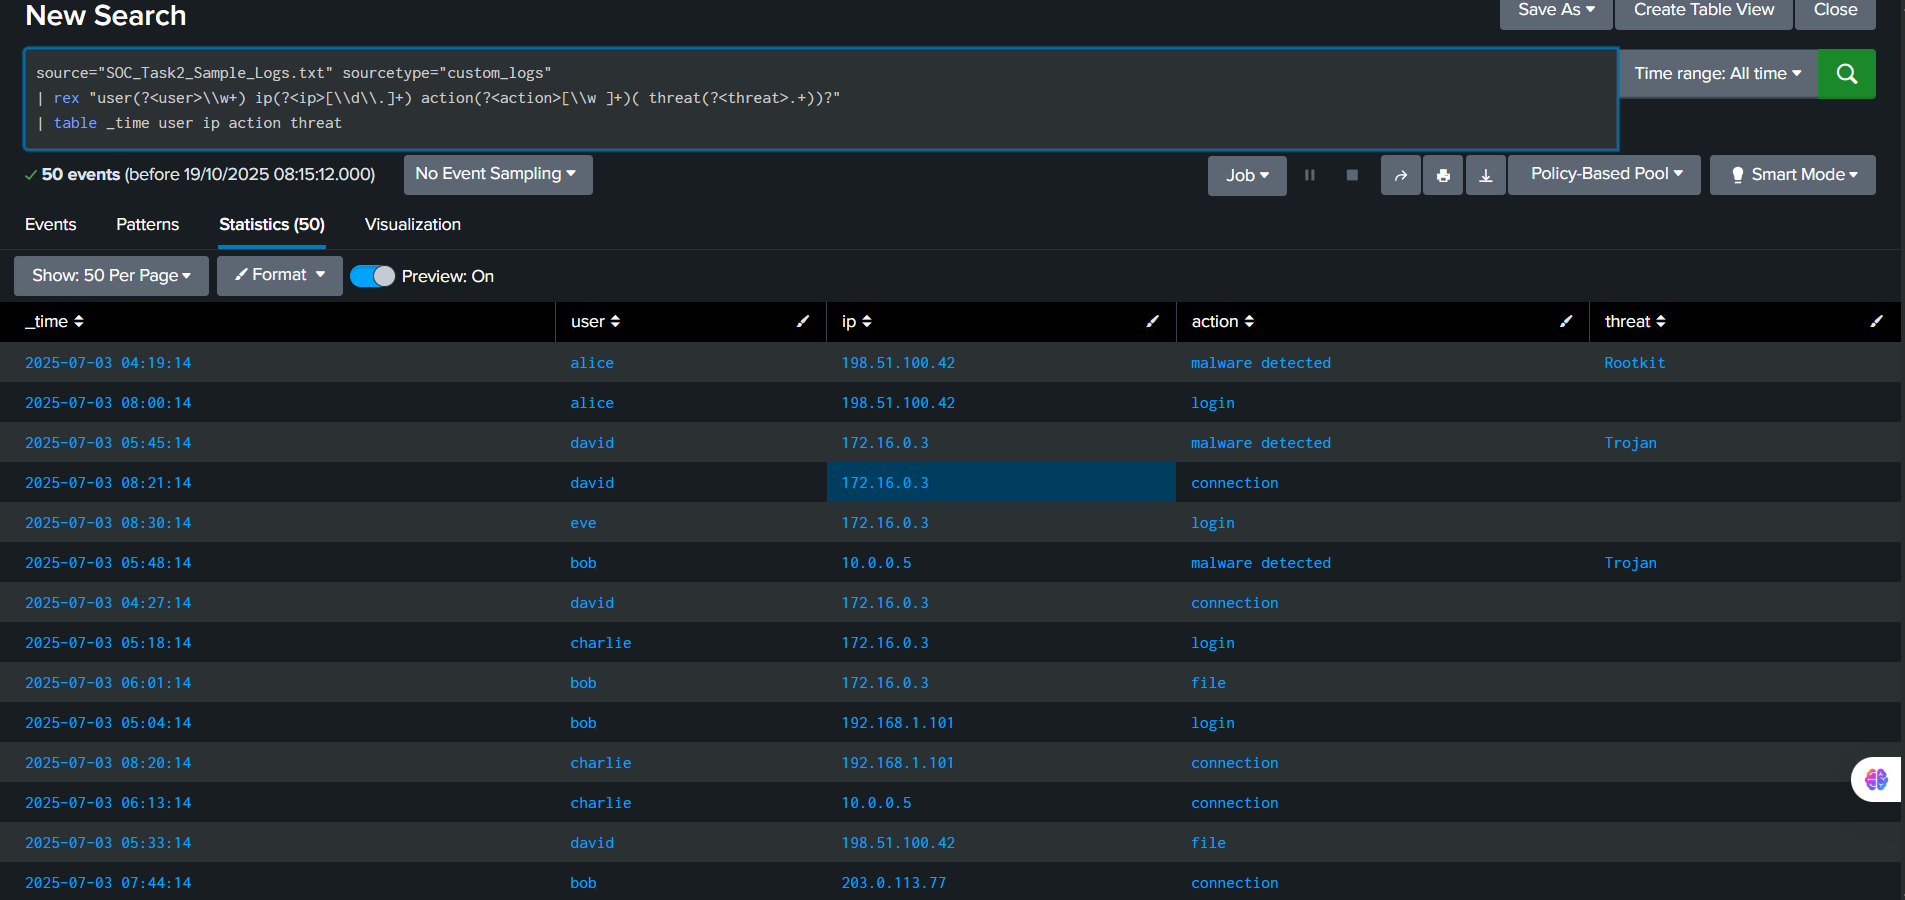 New Search
Save As
Create Table View
Close
source="SOC_Task2_Sample_Logs.txt" sourcetype="custom_logs"
| rex "user(?<user>\\w+) ip(?<ip>[\\d\\.]+) action(?<action>[\\w ]+)( threat(?<threat>.+))?"
| table _time user ip action threat
Time range: All time
50 events (before 19/10/2025 08:15:12.000)
No Event Sampling
Job
Policy-Based Pool
Smart Mode
Events
Patterns
Statistics (50)
Visualization
Show: 50 Per Page
Format
Preview: On
_time user ip action threat
2025-07-03 04:19:14 alice 198.51.100.42 malware detected Rootkit
2025-07-03 08:00:14 alice 198.51.100.42 login
2025-07-03 05:45:14 david 172.16.0.3 malware detected Trojan
2025-07-03 08:21:14 david 172.16.0.3 connection
2025-07-03 08:30:14 eve 172.16.0.3 login
2025-07-03 05:48:14 bob 10.0.0.5 malware detected Trojan
2025-07-03 04:27:14 david 172.16.0.3 connection
2025-07-03 05:18:14 charlie 172.16.0.3 login
2025-07-03 06:01:14 bob 172.16.0.3 file
2025-07-03 05:04:14 bob 192.168.1.101 login
2025-07-03 08:20:14 charlie 192.168.1.101 connection
2025-07-03 06:13:14 charlie 10.0.0.5 connection
2025-07-03 05:33:14 david 198.51.100.42 file
2025-07-03 07:44:14 bob 203.0.113.77 connection